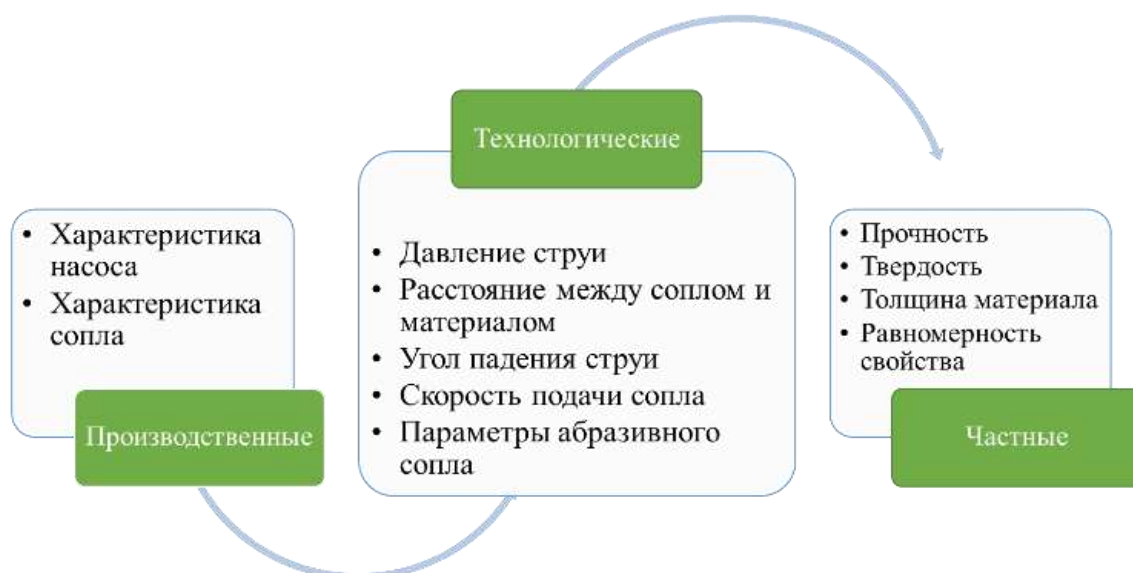 Технологические
• Характеристика
насоса
• Характеристика
сопла
Производственные
• Давление струи
• Расстояние между соплом и
материалом
• Угол падения струи
• Скорость подачи сопла
• Параметры абразивного
сопла
• Прочность
• Твердость
• Толщина материала
• Равномерность
свойства
Частные